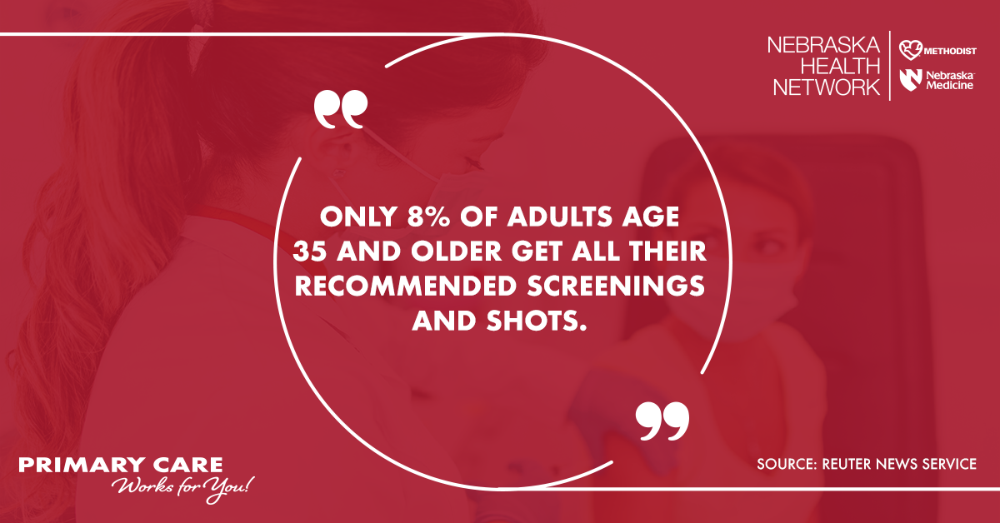 NEBRASKA
HEALTH
NETWORK
METHODIST
Nebraska
Medicine
ONLY 8% OF ADULTS AGE
35 AND OLDER GET ALL THEIR
RECOMMENDED SCREENINGS
AND SHOTS.
PRIMARY CARE
Works for You!
SOURCE: REUTER NEWS SERVICE